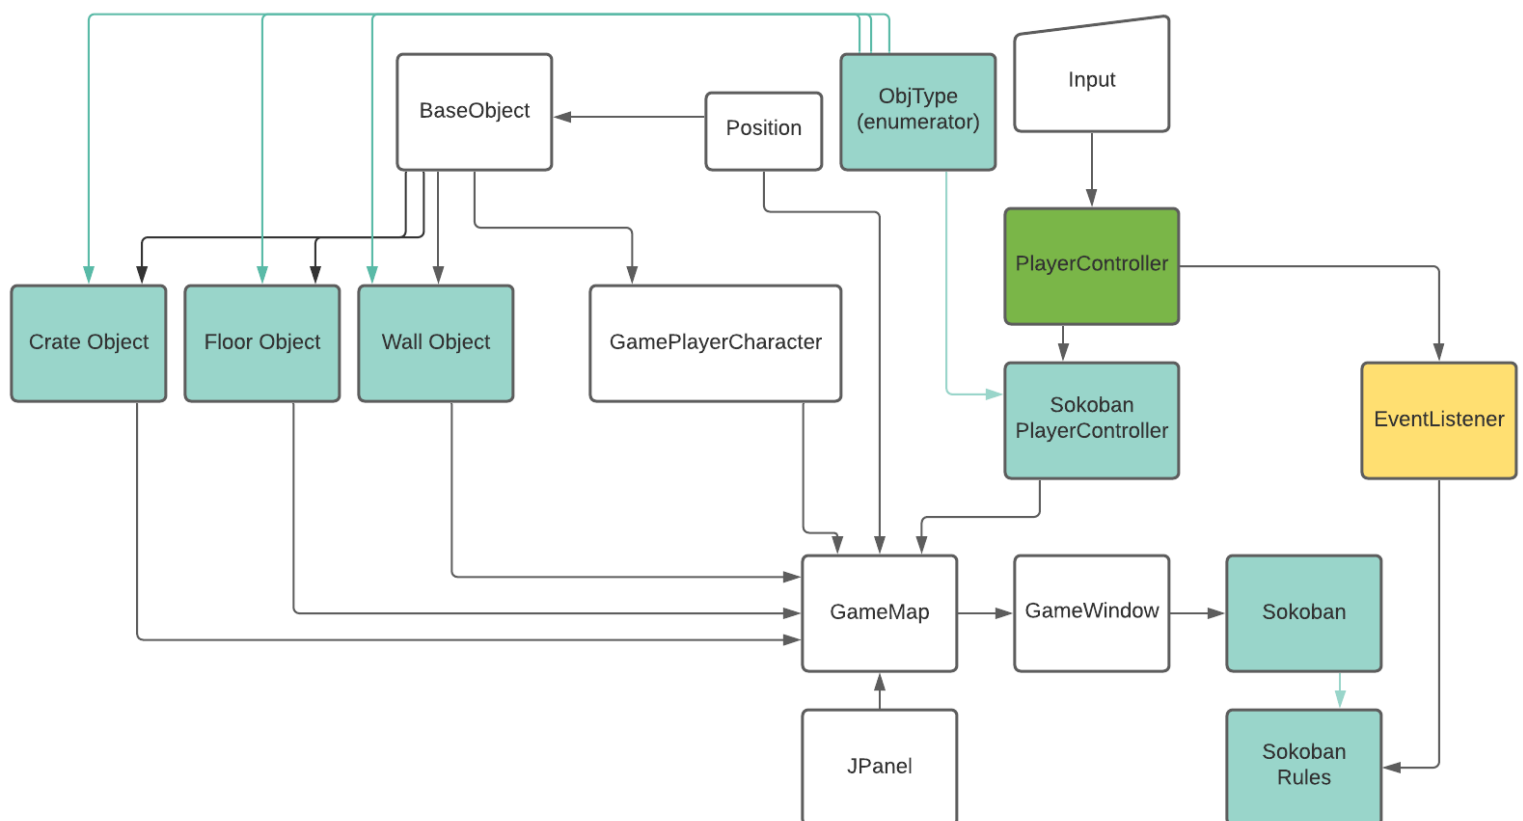 BaseObject
Position
ObjType
(enumerator)
Input
PlayerController
Crate Object
Floor Object
Wall Object
GamePlayerCharacter
Sokoban
PlayerController
EventListener
GameMap
GameWindow
Sokoban
JPanel
Sokoban
Rules